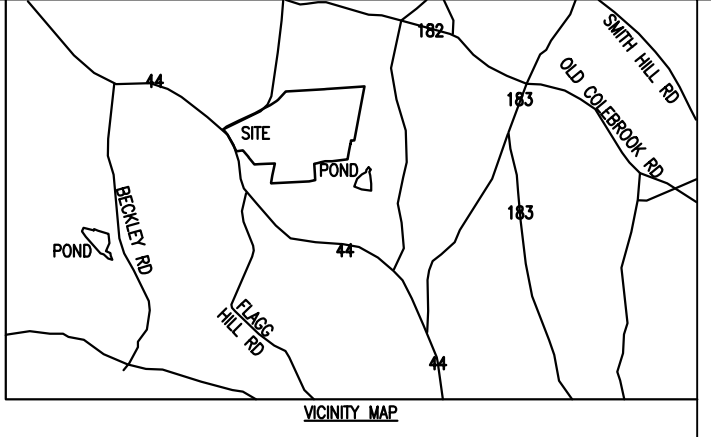 182
SMITH HILL RD
44
183
OLD COLEBROOK RD
SITE
POND
BECKLEY RD
183
POND
44
FLAGG
HILL RD
44
VICINITY MAP